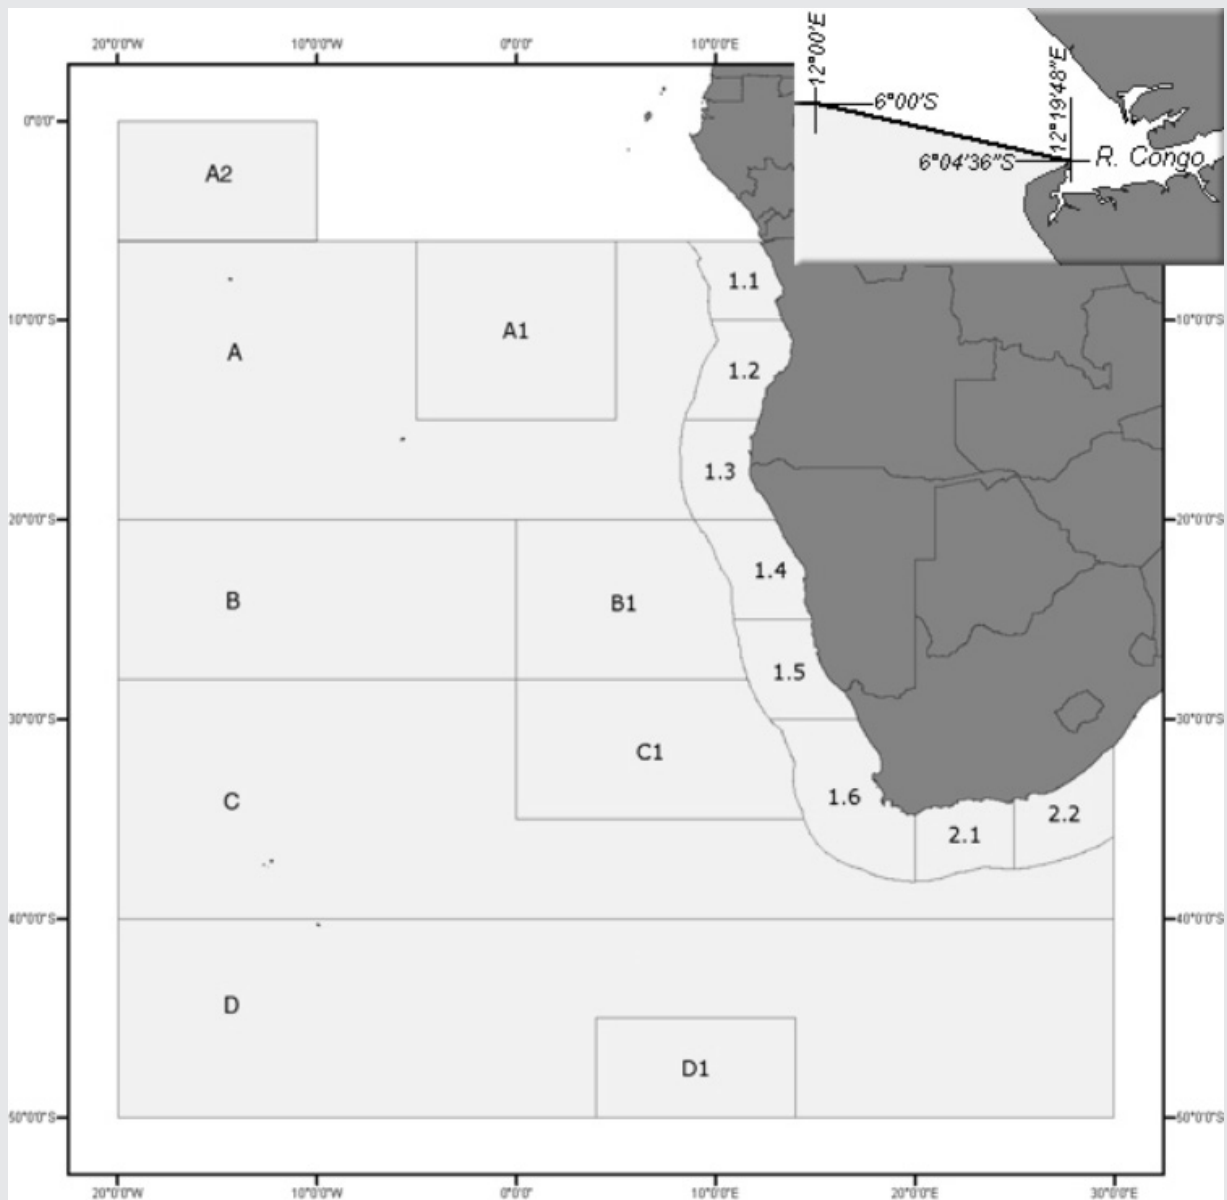 20°0'0"W 10°0'0"W 0°0'0" 10°0'0"E
12°00'E
6°00'S
12°19'48"E
6°04'36"S
R. Congo
0°0'0"
A2
1.1
10°0'0"S 10°0'0"S
A1
A
1.2
1.3
20°0'0"S 20°0'0"S
1.4
B
B1
1.5
30°0'0"S 30°0'0"S
C1
C
1.6
2.2
2.1
40°0'0"S 40°0'0"S
D
D1
50°0'0"S 50°0'0"S
20°0'0"W 10°0'0"W 0°0'0" 10°0'0"E 20°0'0"E 30°0'0"E